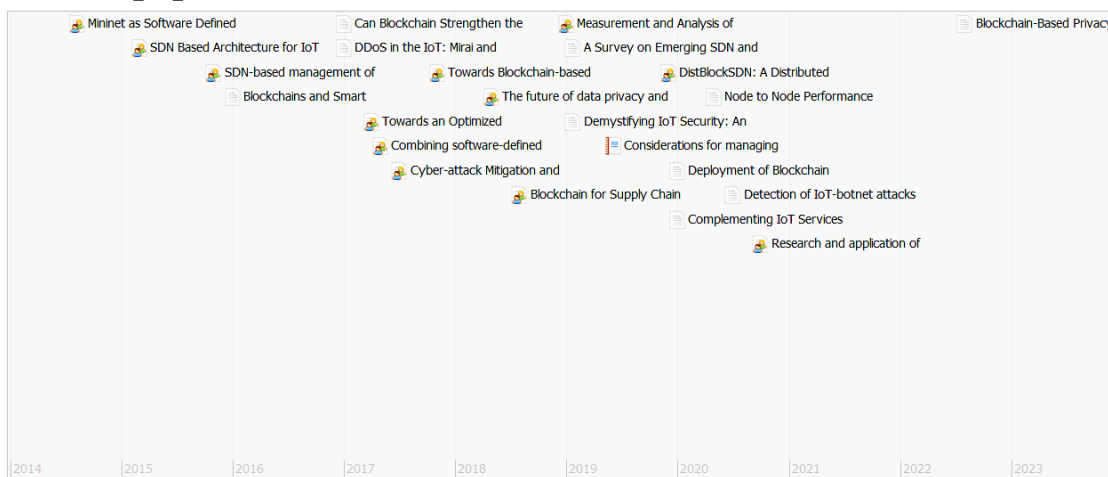 Mininet as Software Defined
Can Blockchain Strengthen the
Measurement and Analysis of
Blockchain-Based Privacy
SDN Based Architecture for IoT
DDoS in the IoT: Mirai and
A Survey on Emerging SDN and
SDN-based management of
Towards Blockchain-based
DistBlockSDN: A Distributed
Blockchains and Smart
The future of data privacy and
Node to Node Performance
Towards an Optimized
Demystifying IoT Security: An
Combining software-defined
Considerations for managing
Cyber-attack Mitigation and
Deployment of Blockchain
Blockchain for Supply Chain
Detection of IoT-botnet attacks
Complementing IoT Services
Research and application of
2014 2015 2016 2017 2018 2019 2020 2021 2022 2023